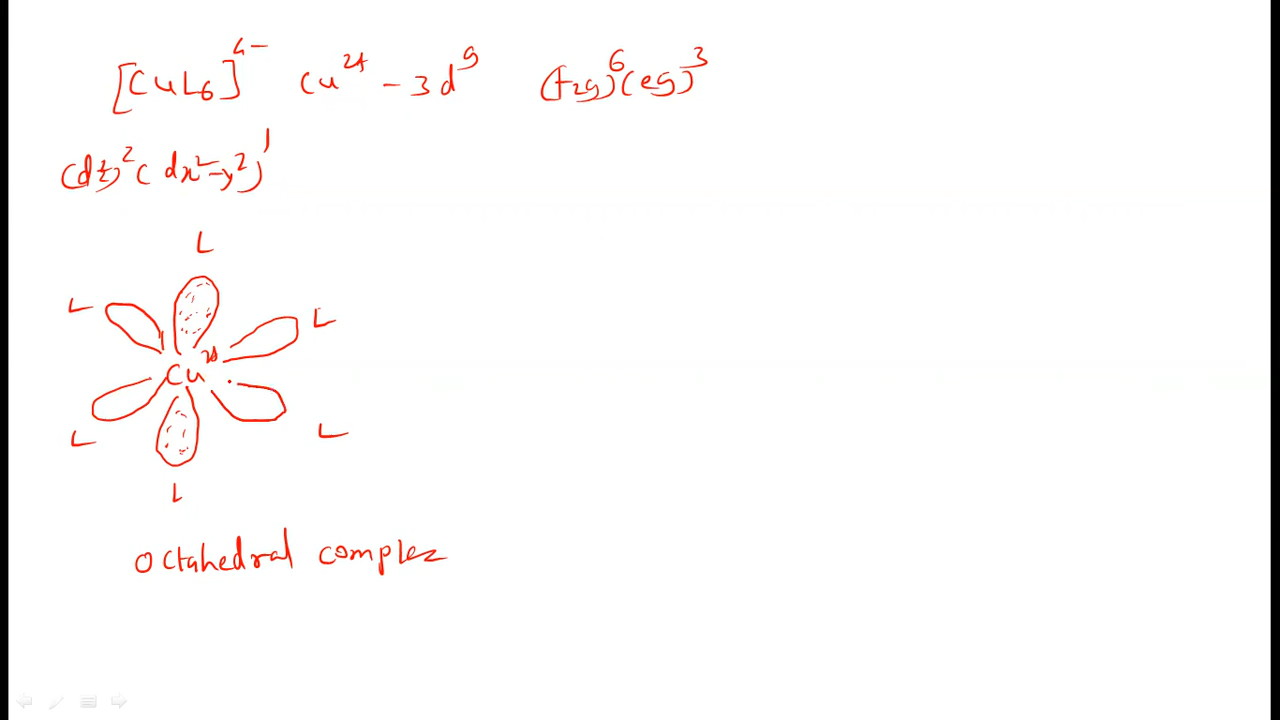 [CuL₆]⁴⁻ Cu²⁺ - 3d⁹ (t₂g)⁶(eg)³
(dz²)²(dx²-y²)¹
L
L L
Cu²⁺
L L
L
octahedral complex